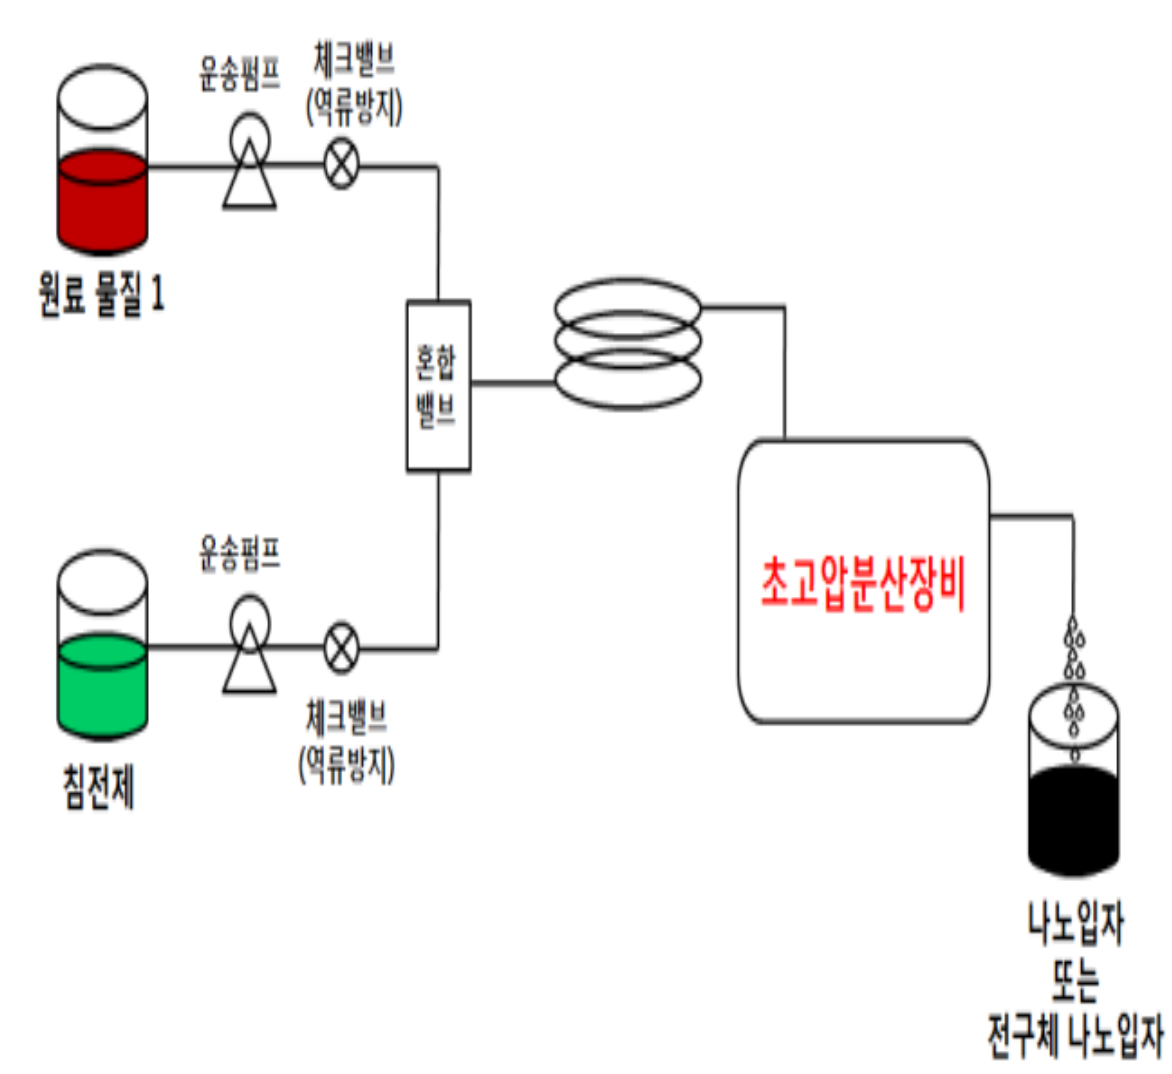 운송펌프
체크밸브
(역류방지)
원료 물질 1
혼합
밸브
운송펌프
초고압분산장비
체크밸브
(역류방지)
침전제
나노입자
또는
전구체 나노입자